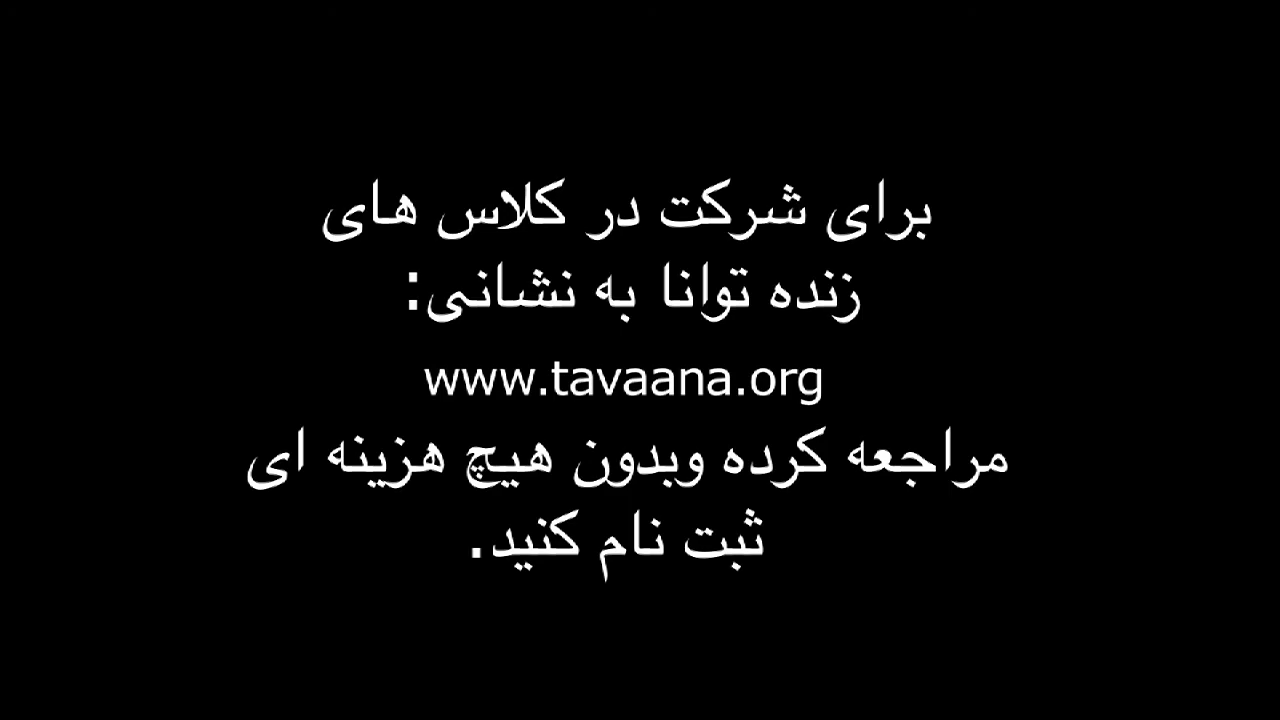 برای شرکت در کلاس های
زنده توانا به نشانی:
www.tavaana.org
مراجعه کرده وبدون هیچ هزینه ای
ثبت نام کنید.